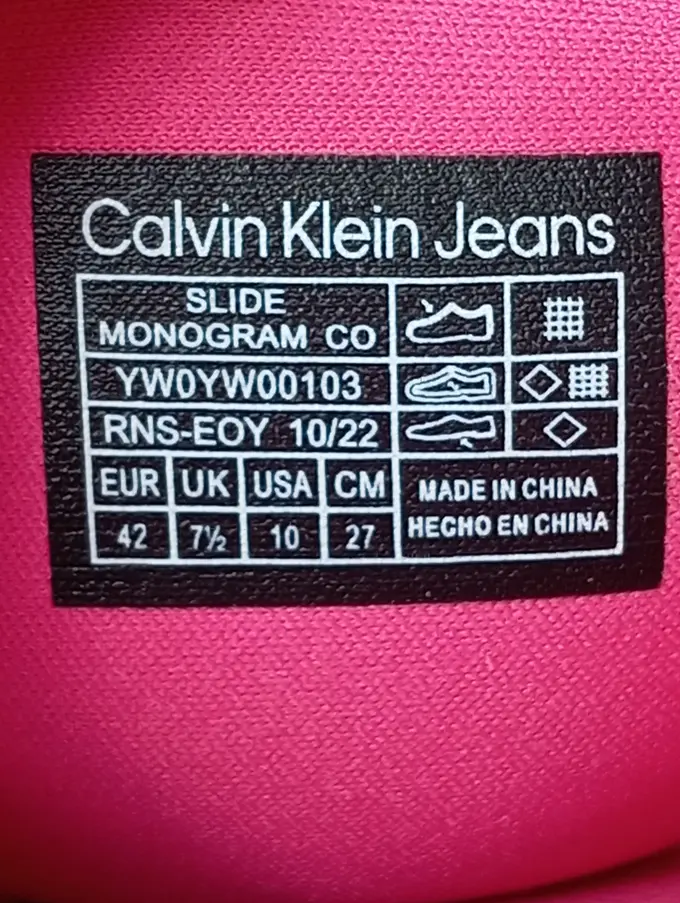 Calvin Klein Jeans
SLIDE
MONOGRAM CO
YW0YW00103
RNS-EOY 10/22
EUR UK USA CM
42 7½ 10 27
MADE IN CHINA
HECHO EN CHINA